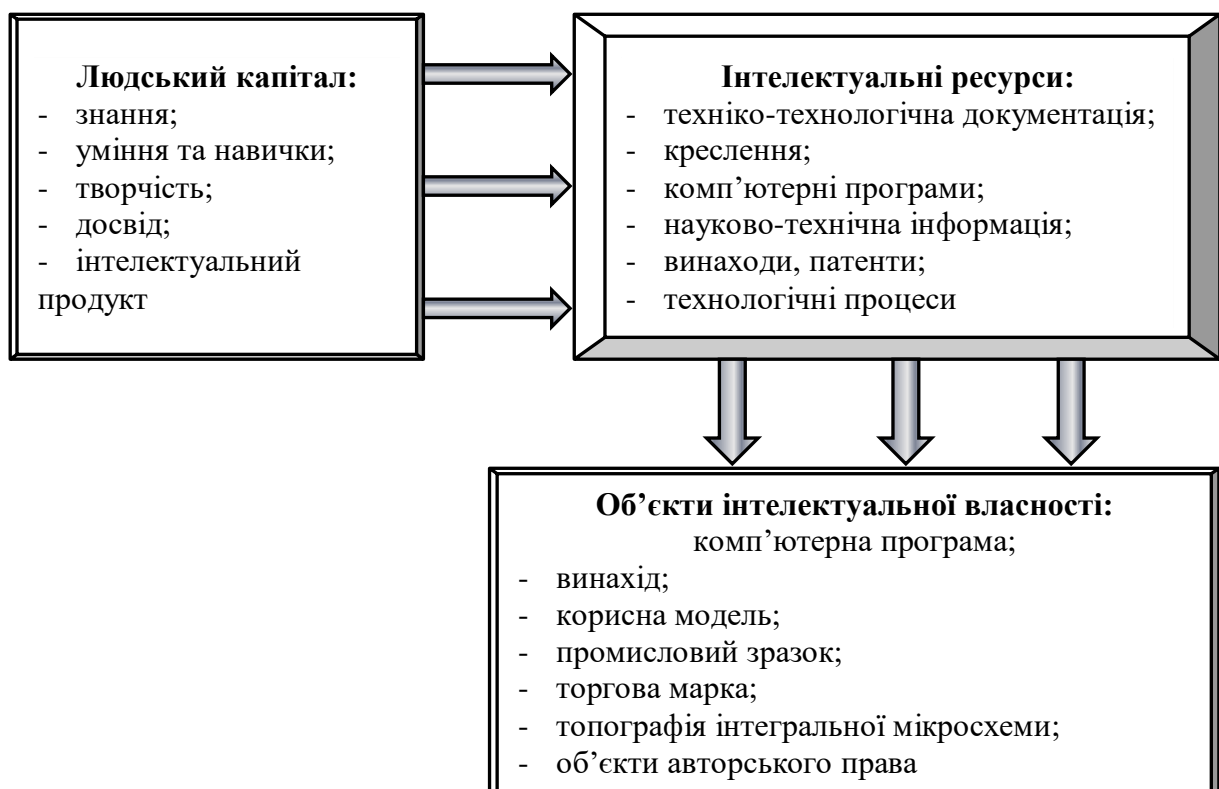 Людський капітал:
- знання;
- уміння та навички;
- творчість;
- досвід;
- інтелектуальний
продукт
Інтелектуальні ресурси:
- техніко-технологічна документація;
- креслення;
- комп’ютерні програми;
- науково-технічна інформація;
- винаходи, патенти;
- технологічні процеси
Об’єкти інтелектуальної власності:
комп’ютерна програма;
- винахід;
- корисна модель;
- промисловий зразок;
- торгова марка;
- топографія інтегральної мікросхеми;
- об’єкти авторського права